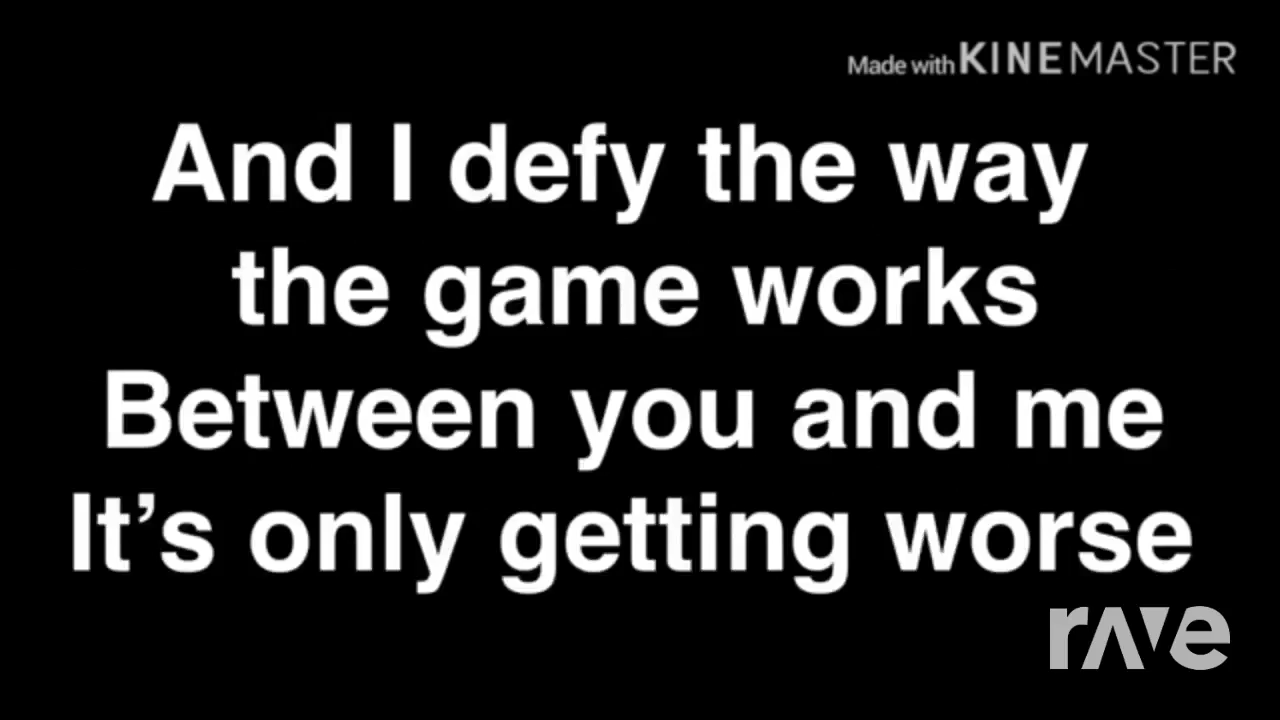 Made with KINEMASTER
And I defy the way
the game works
Between you and me
It’s only getting worse
rave